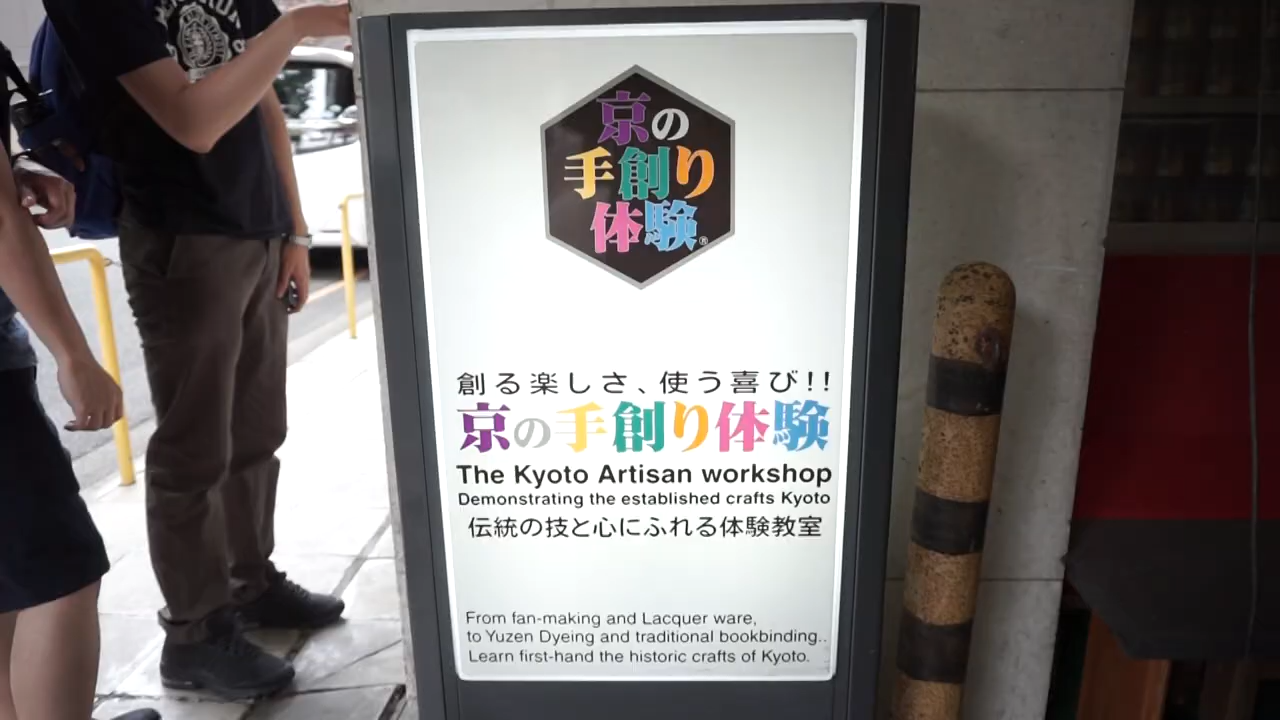 京の
手創り
体験®
創る楽しさ、使う喜び!!
京の手創り体験
The Kyoto Artisan workshop
Demonstrating the established crafts Kyoto
伝統の技と心にふれる体験教室
From fan-making and Lacquer ware,
to Yuzen Dyeing and traditional bookbinding..
Learn first-hand the historic crafts of Kyoto.